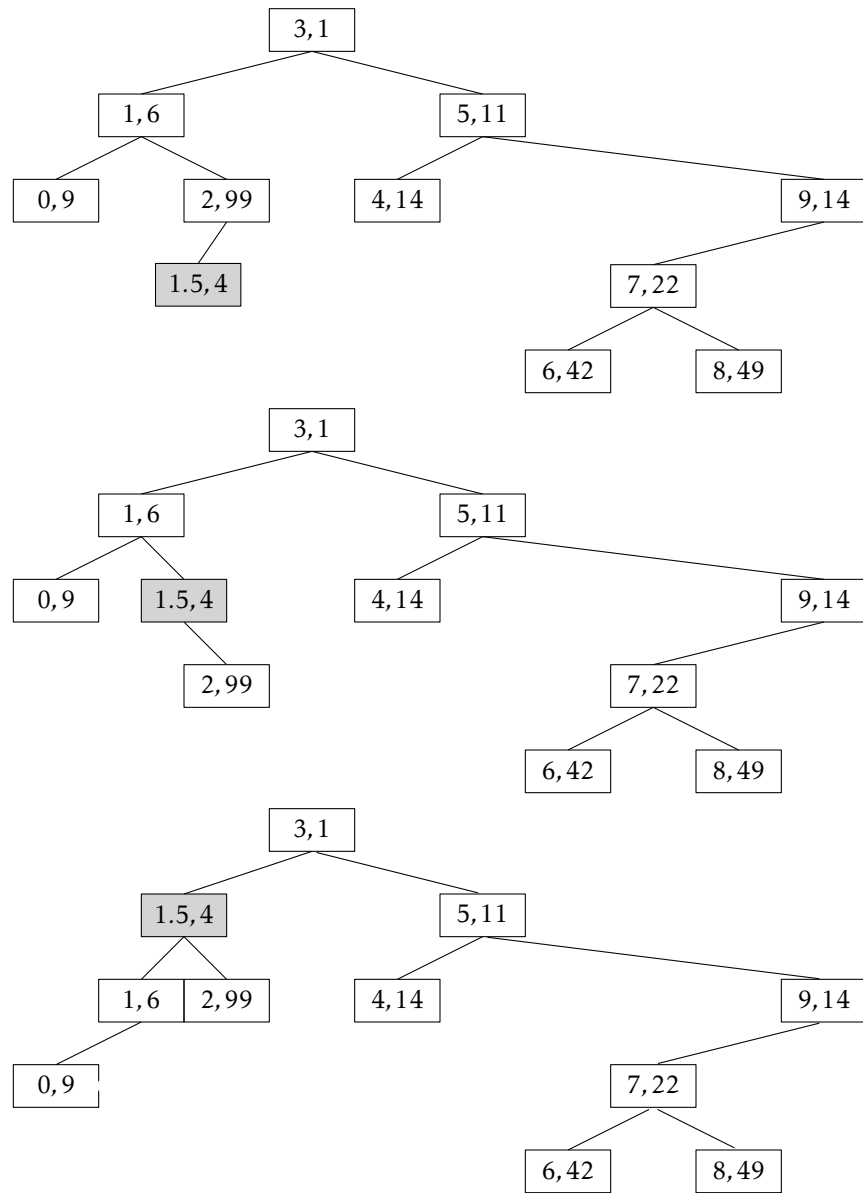 3, 1
1, 6 5, 11
0, 9 2, 99 4, 14 9, 14
1.5, 4 7, 22
6, 42 8, 49
3, 1
1, 6 5, 11
0, 9 1.5, 4 4, 14 9, 14
2, 99 7, 22
6, 42 8, 49
3, 1
1.5, 4 5, 11
1, 6 2, 99 4, 14 9, 14
0, 9 7, 22
6, 42 8, 49